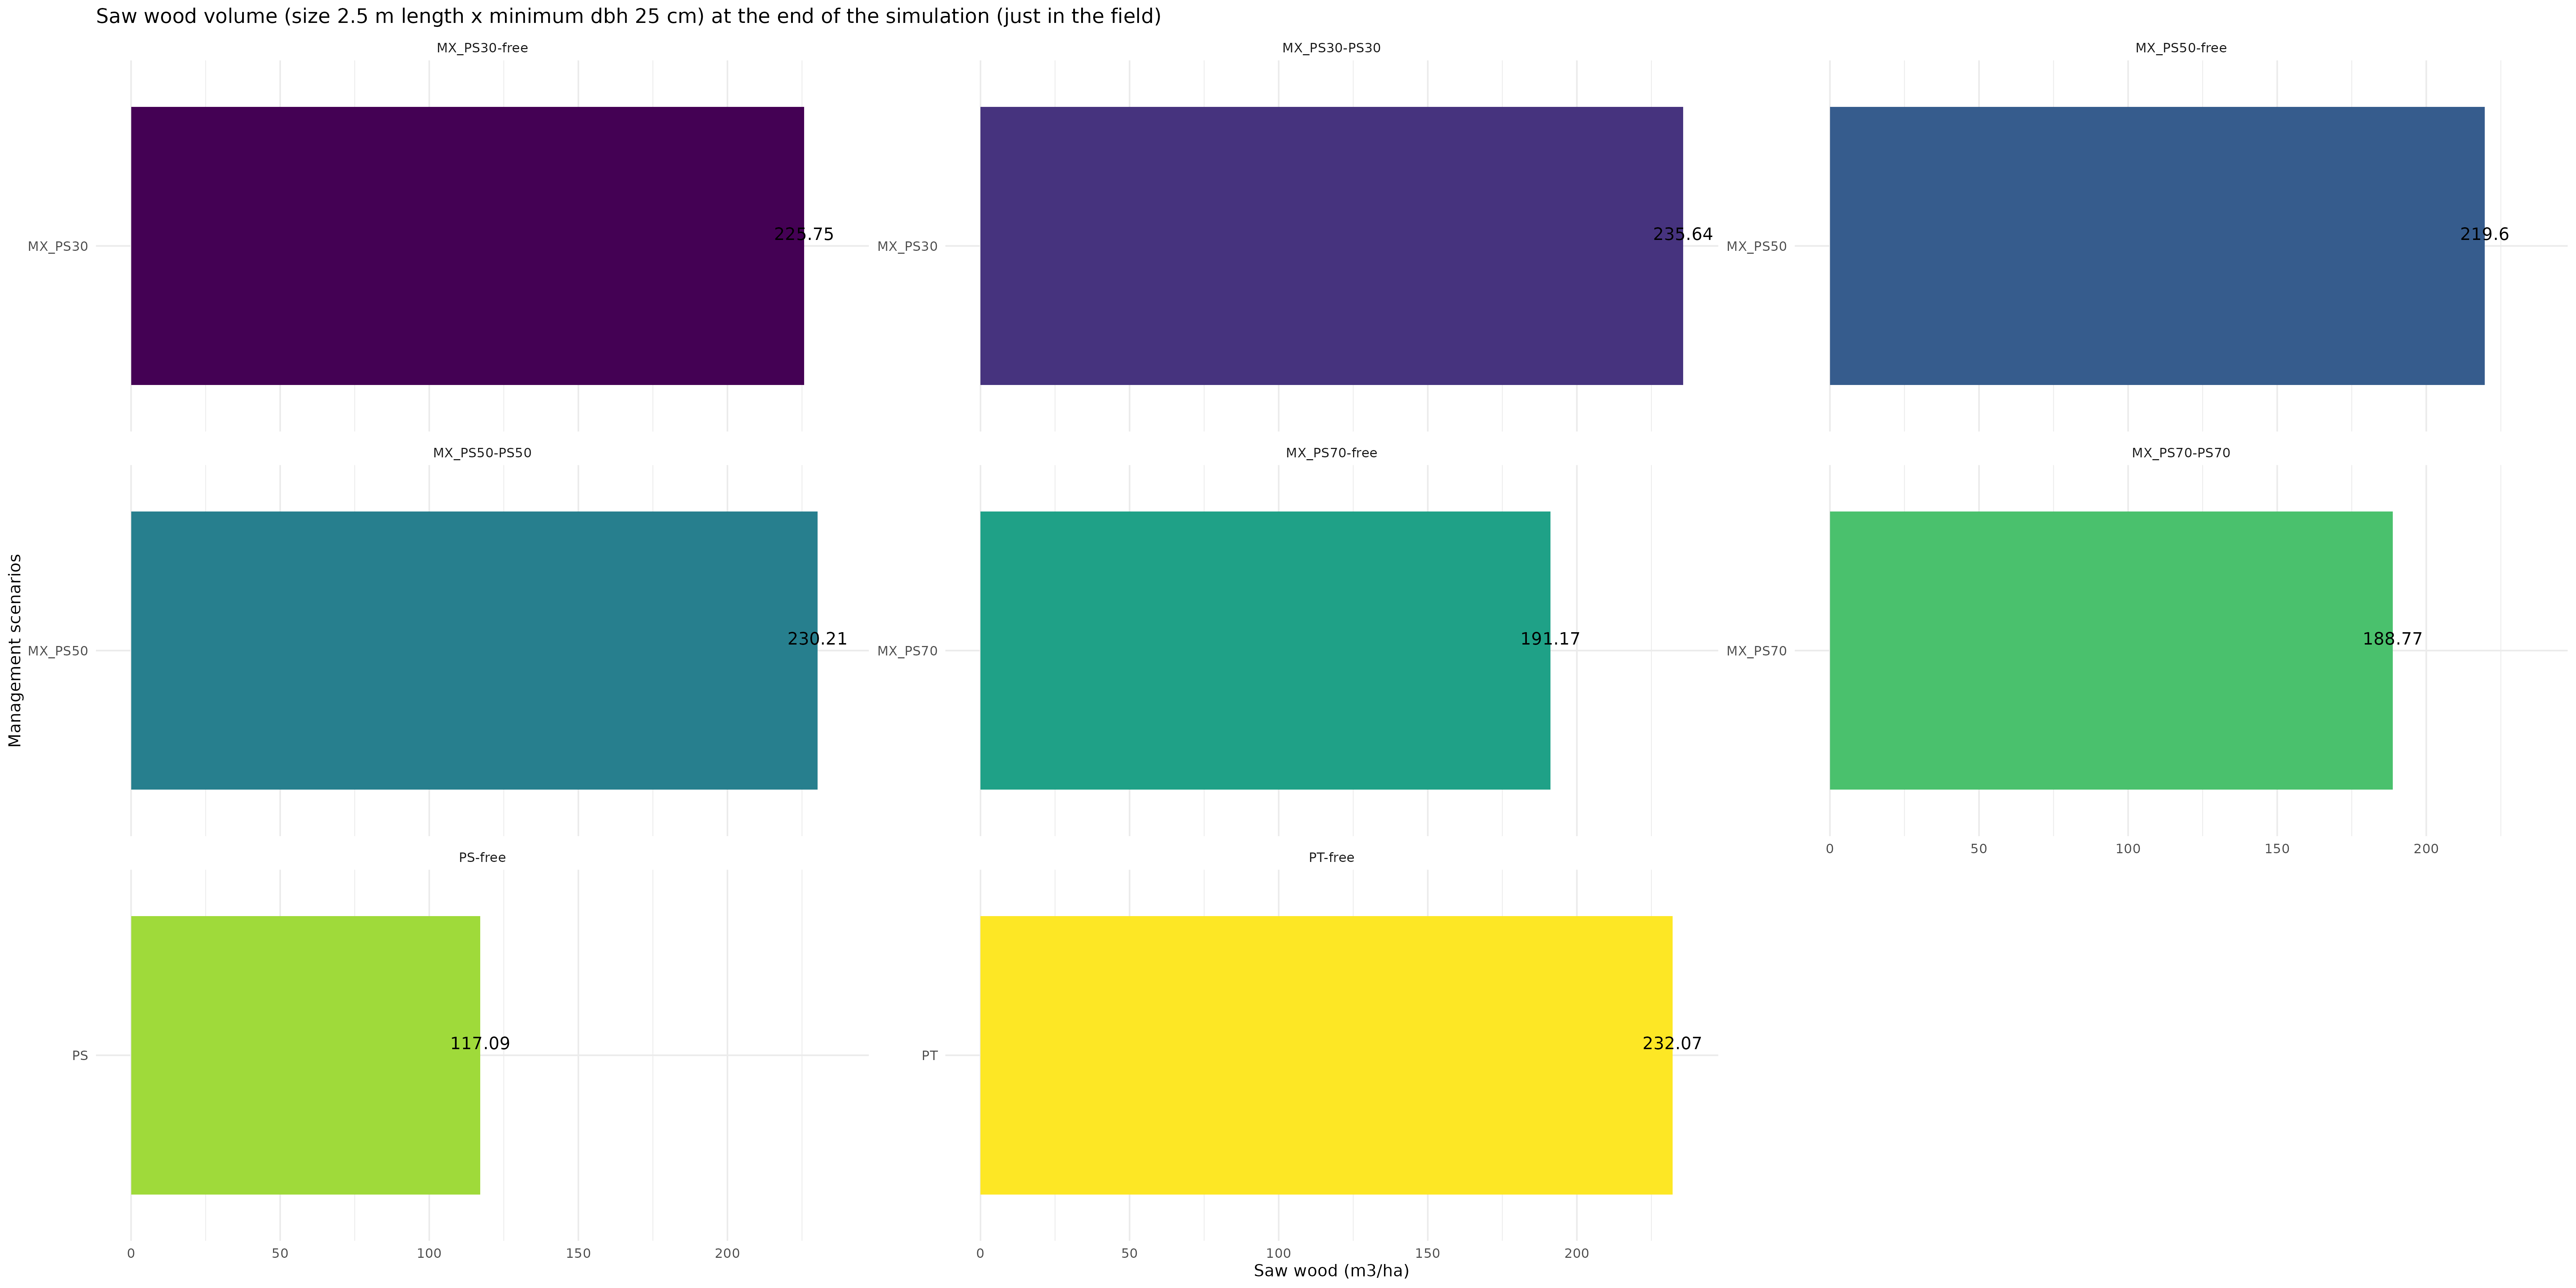 Saw wood volume (size 2.5 m length x minimum dbh 25 cm) at the end of the simulation (just in the field)
MX_PS30-free
MX_PS30-PS30
MX_PS50-free
MX_PS30
225.75
MX_PS30
235.64
MX_PS50
219.6
MX_PS50-PS50
MX_PS70-free
MX_PS70-PS70
Management scenarios
MX_PS50
230.21
MX_PS70
191.17
MX_PS70
188.77
0 50 100 150 200
PS-free
PT-free
PS
117.09
PT
232.07
0 50 100 150 200
0 50 100 150 200
Saw wood (m3/ha)